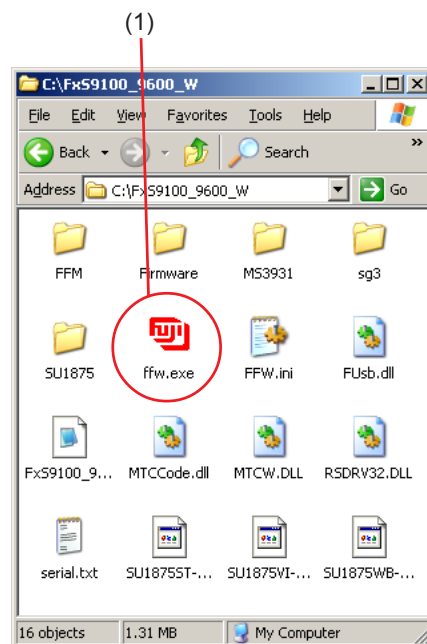 (1)
C:\FxS9100_9600_W
File Edit View Favorites Tools Help
Back Search »
Address C:\FxS9100_9600_W Go
FFM Firmware MS3931 sg3
FUJI
SU1875 ffw.exe FFW.ini FUsb.dll
FxS9100_9... MTCCode.dll MTCW.DLL RSDRV32.DLL
serial.txt SU1875ST-... SU1875VI-... SU1875WB-...
16 objects 1.31 MB My Computer